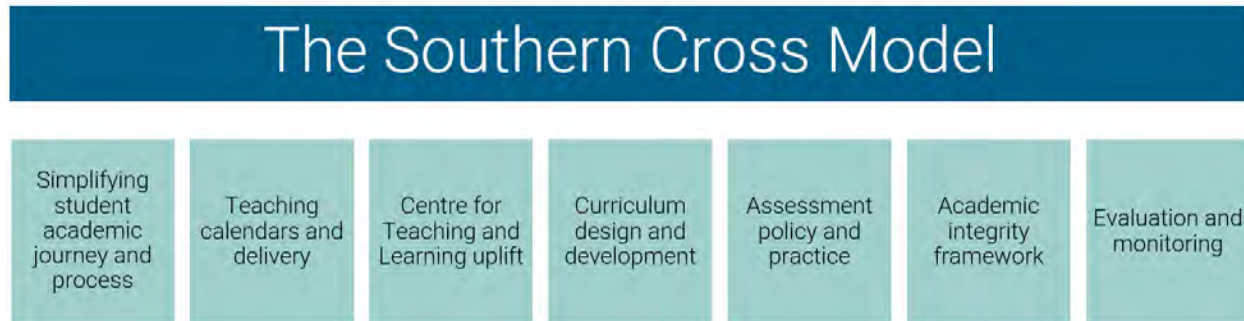 The Southern Cross Model
Simplifying
student
academic
journey and
process
Teaching
calendars and
delivery
Centre for
Teaching and
Learning uplift
Curriculum
design and
development
Assessment
policy and
practice
Academic
integrity
framework
Evaluation and
monitoring